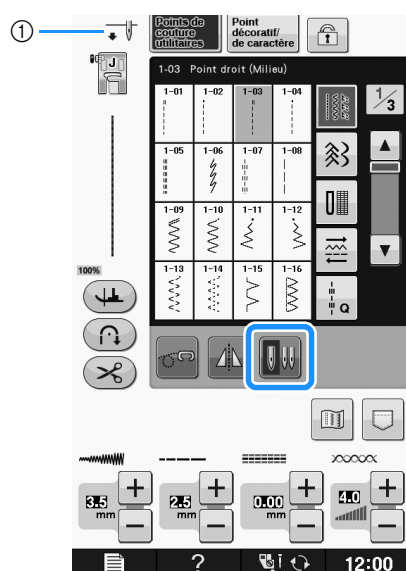 ①
Points de couture utilitaires
Point décoratif/ de caractère
J
1-03 Point droit (Milieu)
1/3
1-01 1-02 1-03 1-04
1-05 1-06 1-07 1-08
1-09 1-10 1-11 1-12
1-13 1-14 1-15 1-16
100%
Q
3.5 mm
2.5 mm
0.00 mm
4.0
?
12:00